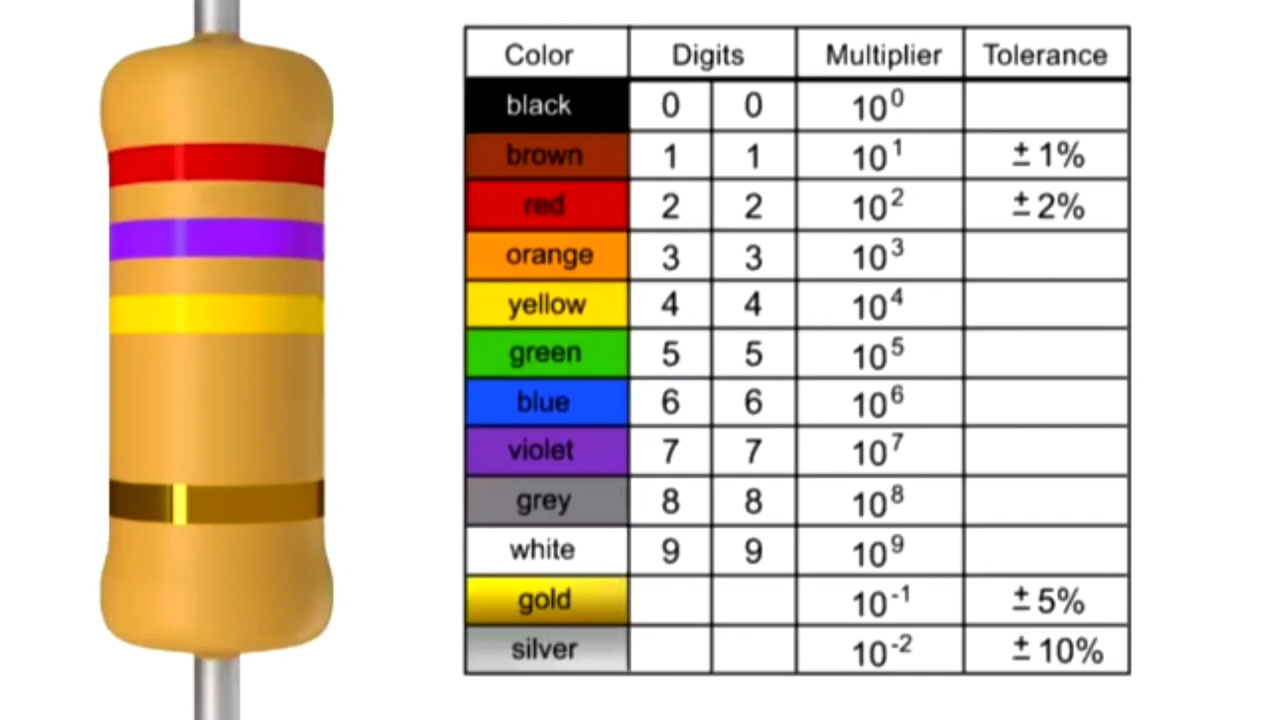 Color Digits Multiplier Tolerance
black 0 0 10⁰
brown 1 1 10¹ ± 1%
red 2 2 10² ± 2%
orange 3 3 10³
yellow 4 4 10⁴
green 5 5 10⁵
blue 6 6 10⁶
violet 7 7 10⁷
grey 8 8 10⁸
white 9 9 10⁹
gold 10⁻¹ ± 5%
silver 10⁻² ± 10%